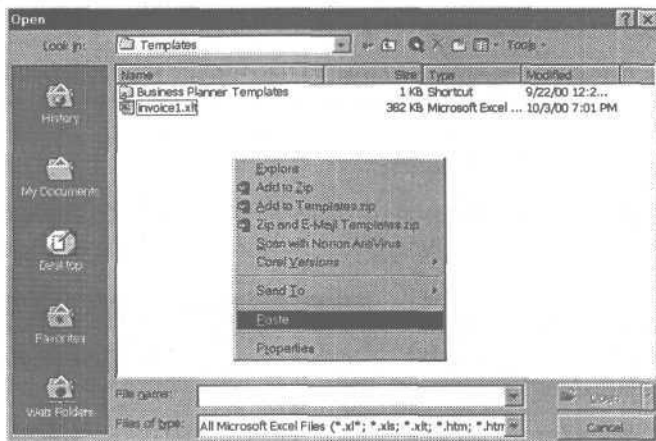 Open
Look in: Templates Tools
Name Size Type Modified
Business Planner Templates 1 KB Shortcut 9/22/00 12:2...
invoice1.xlt 382 KB Microsoft Excel ... 10/3/00 7:01 PM
History
My Documents
Desktop
Favorites
Web Folders
Explore
Add to Zip
Add to Templates.zip
Zip and E-Mail Templates.zip
Scan with Norton AntiVirus
Corel Versions
Send To
Paste
Properties
File name: Open
Files of type: All Microsoft Excel Files (*.xl*; *.xls; *.xlt; *.htm; *.htm Cancel